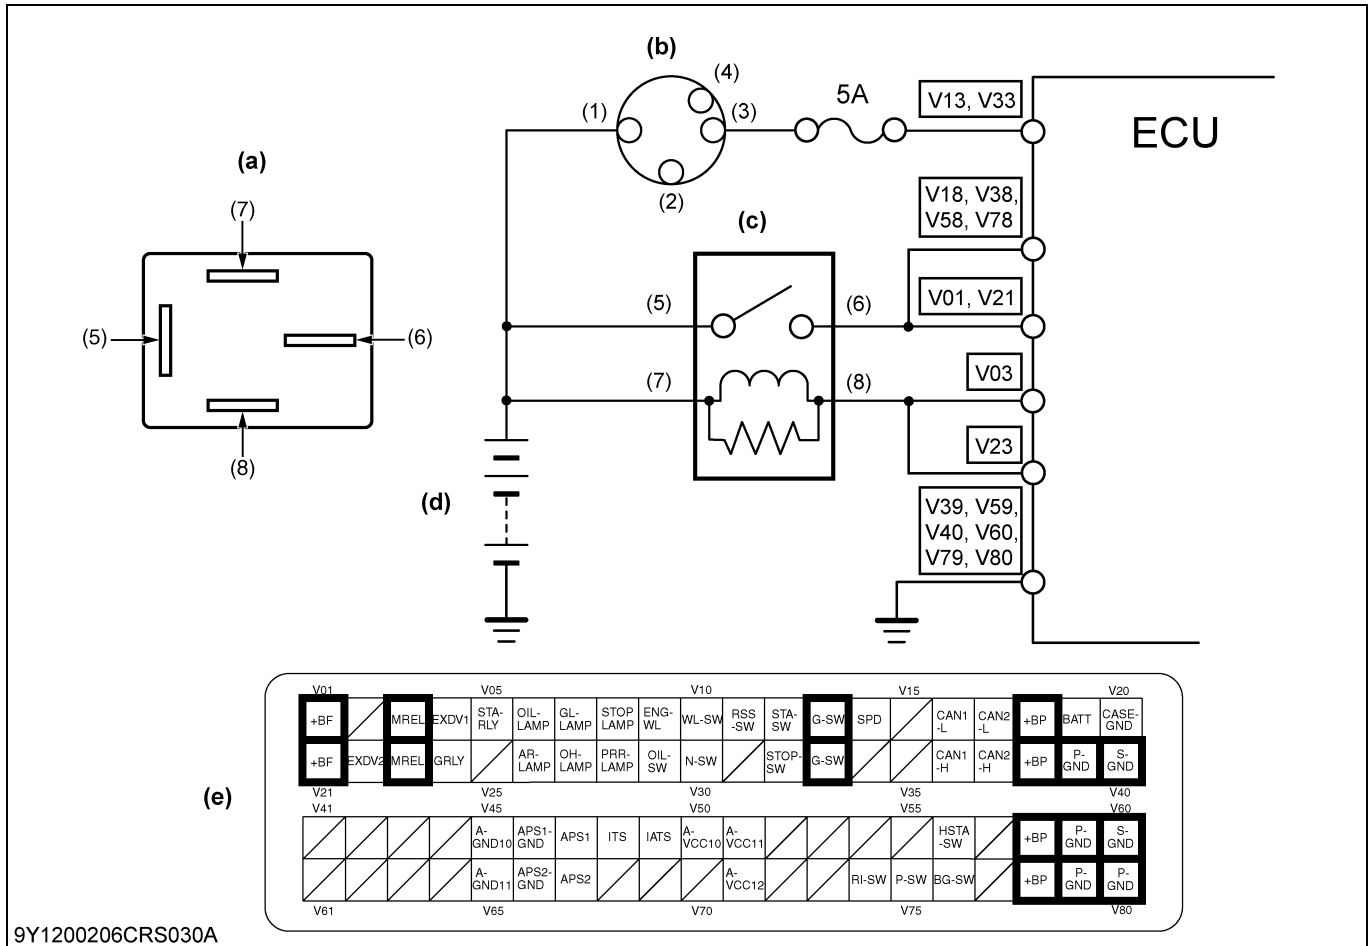 (b)
(4)
(1)
(3)
5A
V13, V33
ECU
(2)
(a)
(7)
(5)
(6)
(8)
(c)
V18, V38,
V58, V78
(5)
(6)
V01, V21
(7)
(8)
V03
V23
(d)
V39, V59,
V40, V60,
V79, V80
(e)
V01 V05 V10 V15 V20
+BF MREL EXDV1 STA-RLY OIL-LAMP GL-LAMP STOP LAMP ENG-WL WL-SW RSS-SW STA-SW G-SW SPD CAN1-L CAN2-L +BP BATT CASE-GND
+BF EXDV2 MREL GRLY AR-LAMP OH-LAMP PRR-LAMP OIL-SW N-SW STOP-SW G-SW CAN1-H CAN2-H +BP P-GND S-GND
V21 V25 V30 V35 V40
V41 V45 V50 V55 V60
A-GND10 APS1-GND APS1 ITS IATS A-VCC10 A-VCC11 HSTA-SW +BP P-GND S-GND
A-GND11 APS2-GND APS2 A-VCC12 RI-SW P-SW BG-SW +BP P-GND P-GND
V61 V65 V70 V75 V80
9Y1200206CRS030A